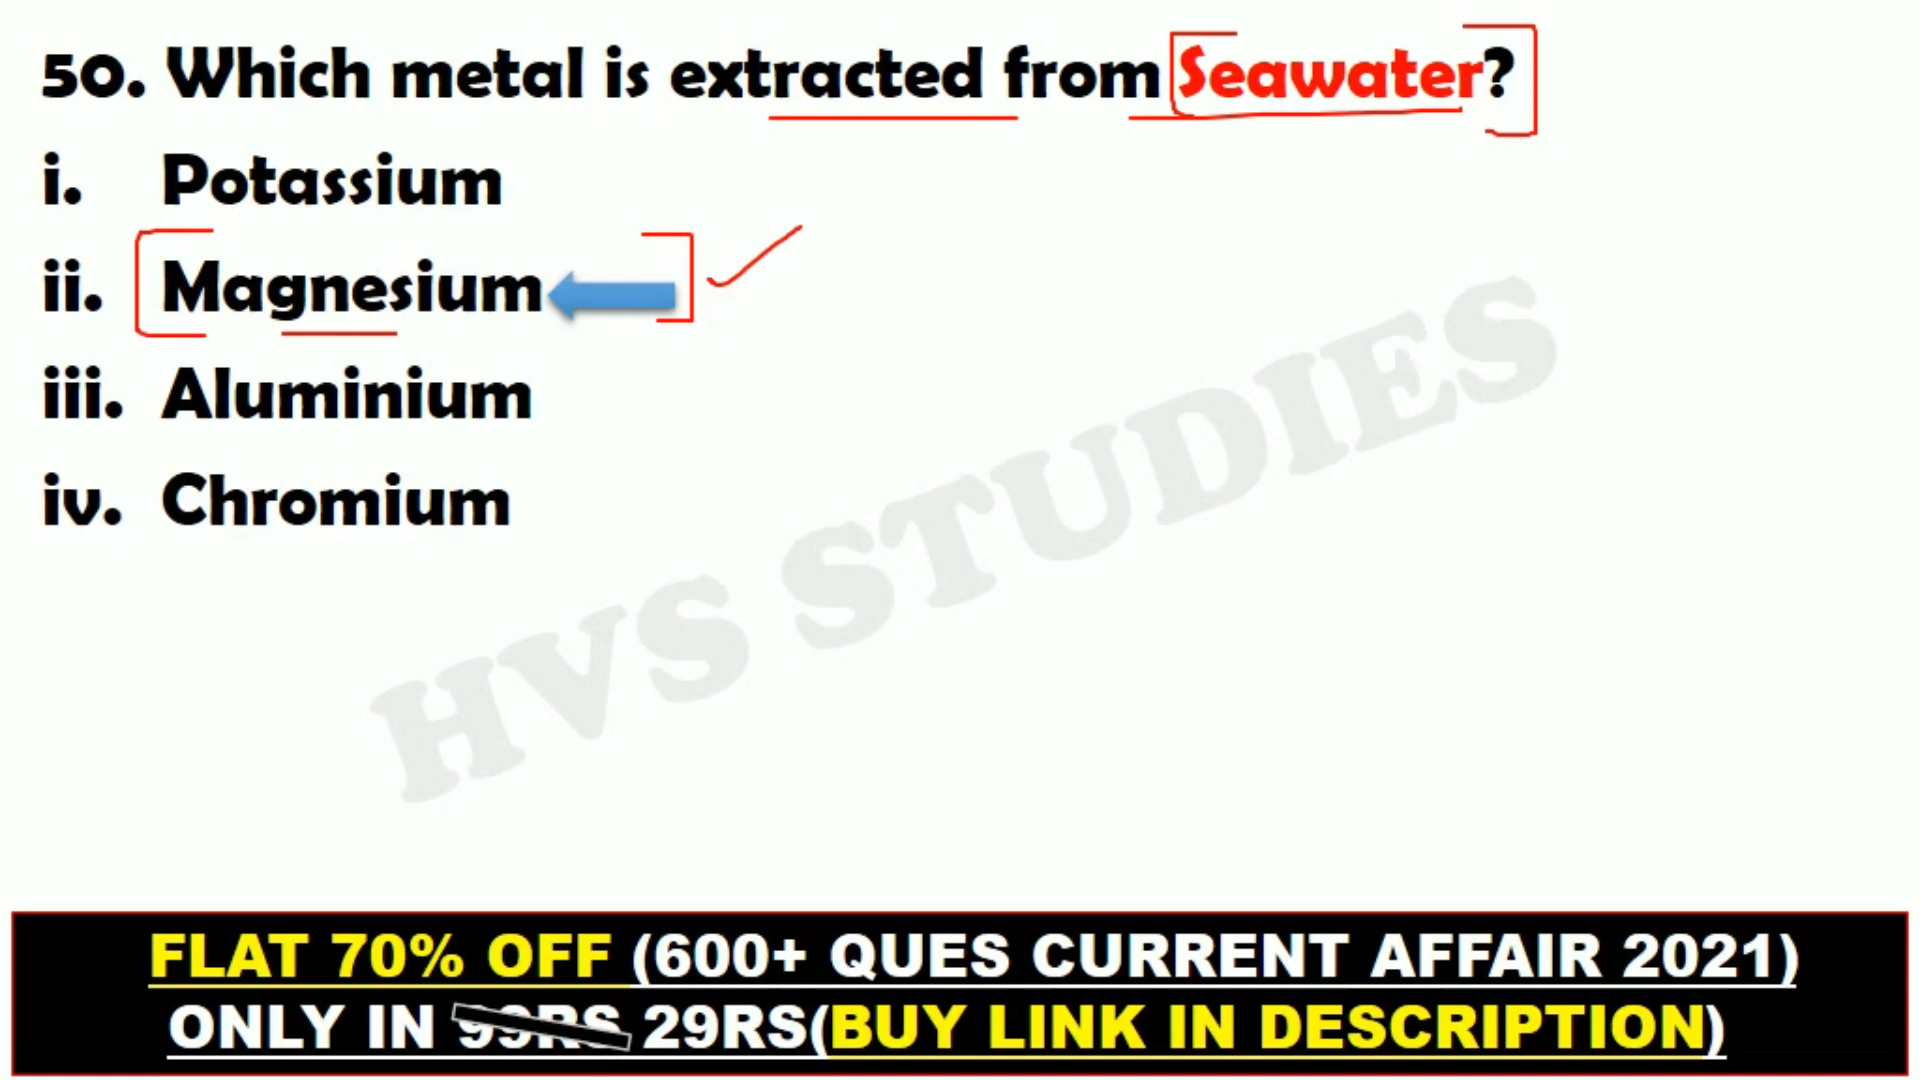 50. Which metal is extracted from Seawater?
i. Potassium
ii. Magnesium
iii. Aluminium
iv. Chromium
HVS STUDIES
FLAT 70% OFF (600+ QUES CURRENT AFFAIR 2021)
ONLY IN 99RS 29RS(BUY LINK IN DESCRIPTION)